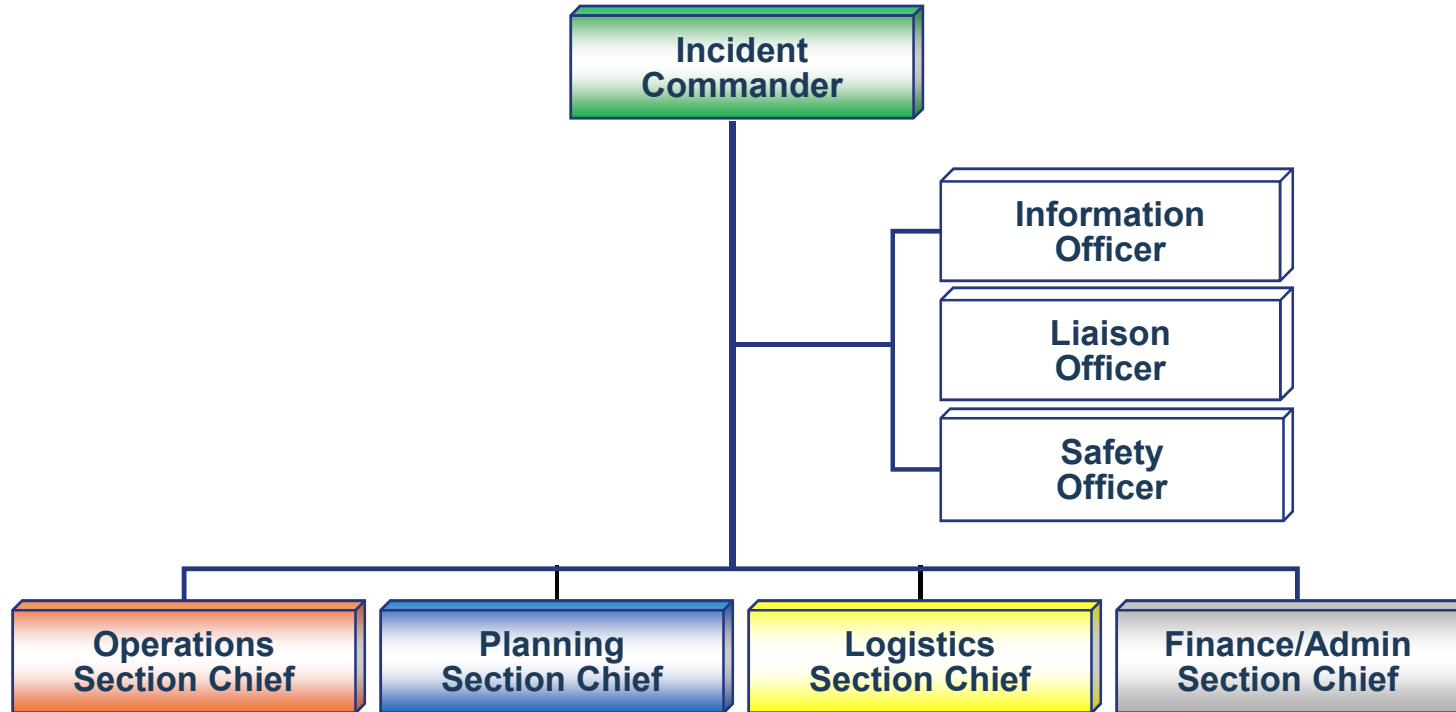 Incident
Commander
Information
Officer
Liaison
Officer
Safety
Officer
Operations
Section Chief
Planning
Section Chief
Logistics
Section Chief
Finance/Admin
Section Chief